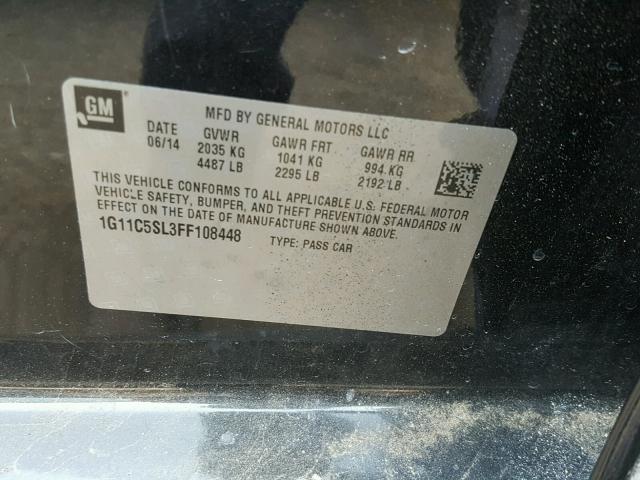 GM
MFD BY GENERAL MOTORS LLC
DATE GVWR GAWR FRT GAWR RR
06/14 2035 KG 1041 KG 994 KG
4487 LB 2295 LB 2192 LB
THIS VEHICLE CONFORMS TO ALL APPLICABLE U.S. FEDERAL MOTOR
VEHICLE SAFETY, BUMPER, AND THEFT PREVENTION STANDARDS IN
EFFECT ON THE DATE OF MANUFACTURE SHOWN ABOVE.
1G11C5SL3FF108448 TYPE: PASS CAR